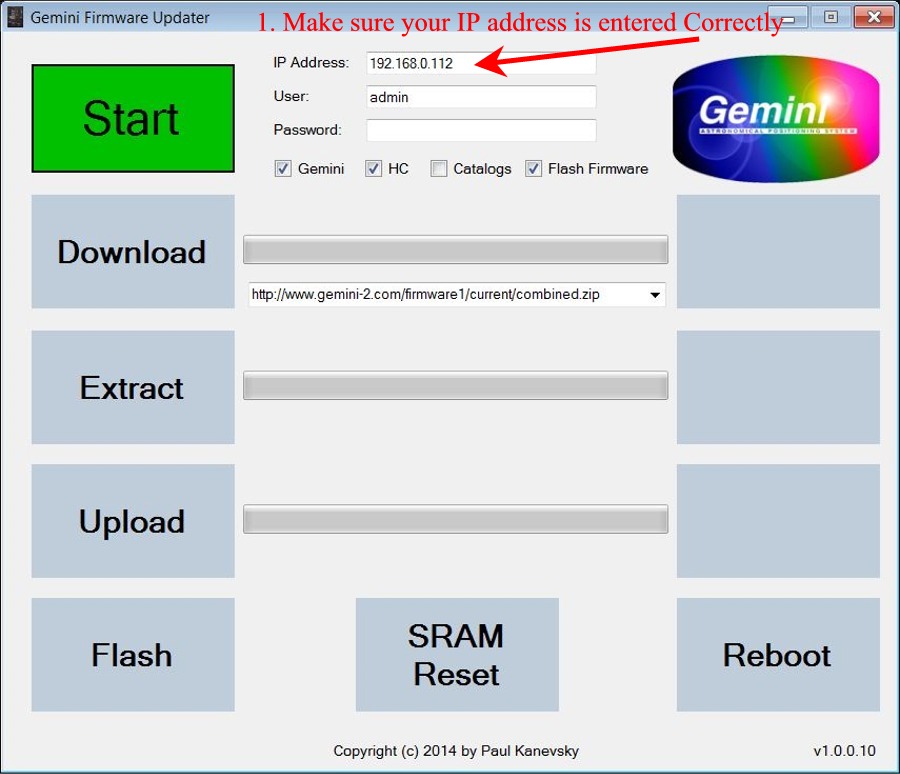 Gemini Firmware Updater
1. Make sure your IP address is entered Correctly
Start
IP Address: 192.168.0.112
User: admin
Password:
Gemini HC Catalogs Flash Firmware
Gemini
ASTRONOMICAL POSITIONING SYSTEM
Download
http://www.gemini-2.com/firmware1/current/combined.zip
Extract
Upload
Flash
SRAM
Reset
Reboot
Copyright (c) 2014 by Paul Kanevsky
v1.0.0.10